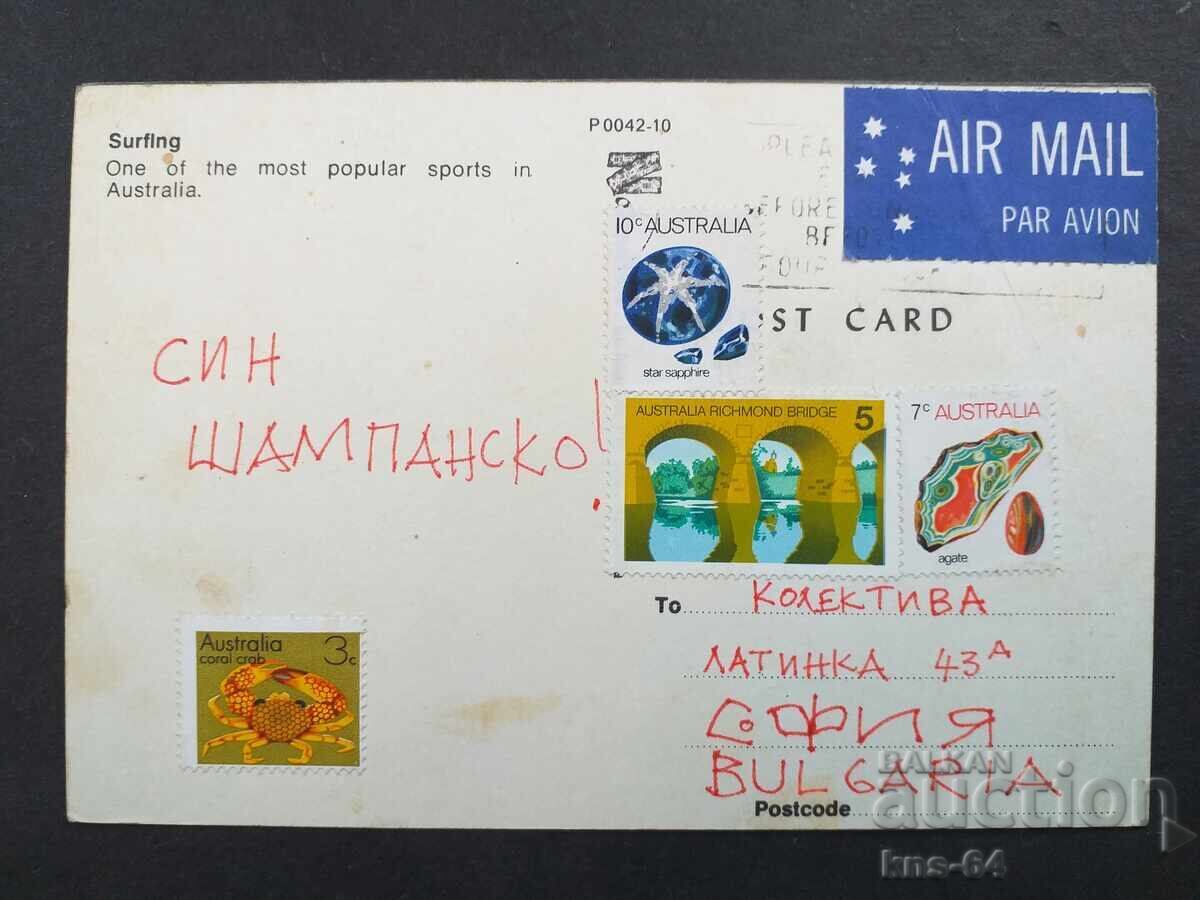 Surfing
One of the most popular sports in
Australia.
P0042-10
AIR MAIL
PAR AVION
10c AUSTRALIA
star sapphire
ST CARD
СИН
ШАМПАНСКО!
AUSTRALIA RICHMOND BRIDGE 5
7c AUSTRALIA
agate
To КОЛЕКТИВА
ЛАТИНКА 43А
СОФИЯ
BULGARIA
Postcode
Australia 3c
coral crab
BALKAN
auction
kns-64